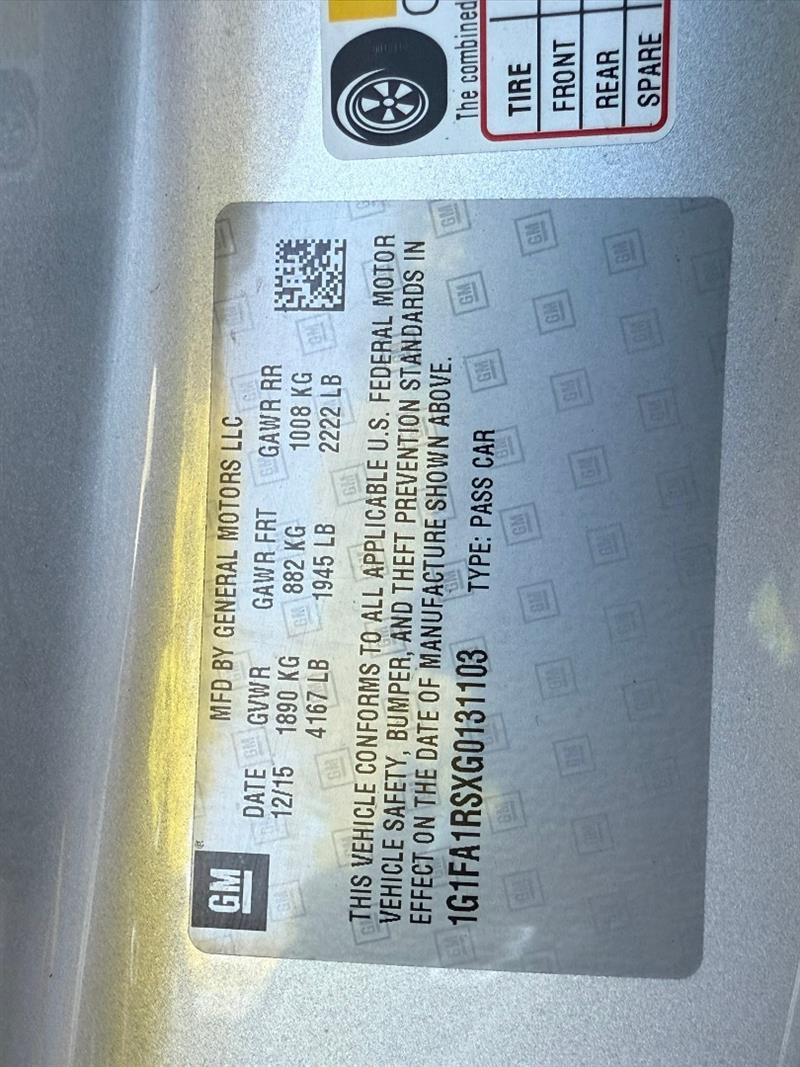 GM
MFD BY GENERAL MOTORS LLC
DATE GVWR GAWR FRT GAWR RR
12/15 1890 KG 882 KG 1008 KG
4167 LB 1945 LB 2222 LB
THIS VEHICLE CONFORMS TO ALL APPLICABLE U.S. FEDERAL MOTOR
VEHICLE SAFETY, BUMPER, AND THEFT PREVENTION STANDARDS IN
EFFECT ON THE DATE OF MANUFACTURE SHOWN ABOVE.
1G1FA1RSXG0131103 TYPE: PASS CAR
The combined
TIRE
FRONT
REAR
SPARE